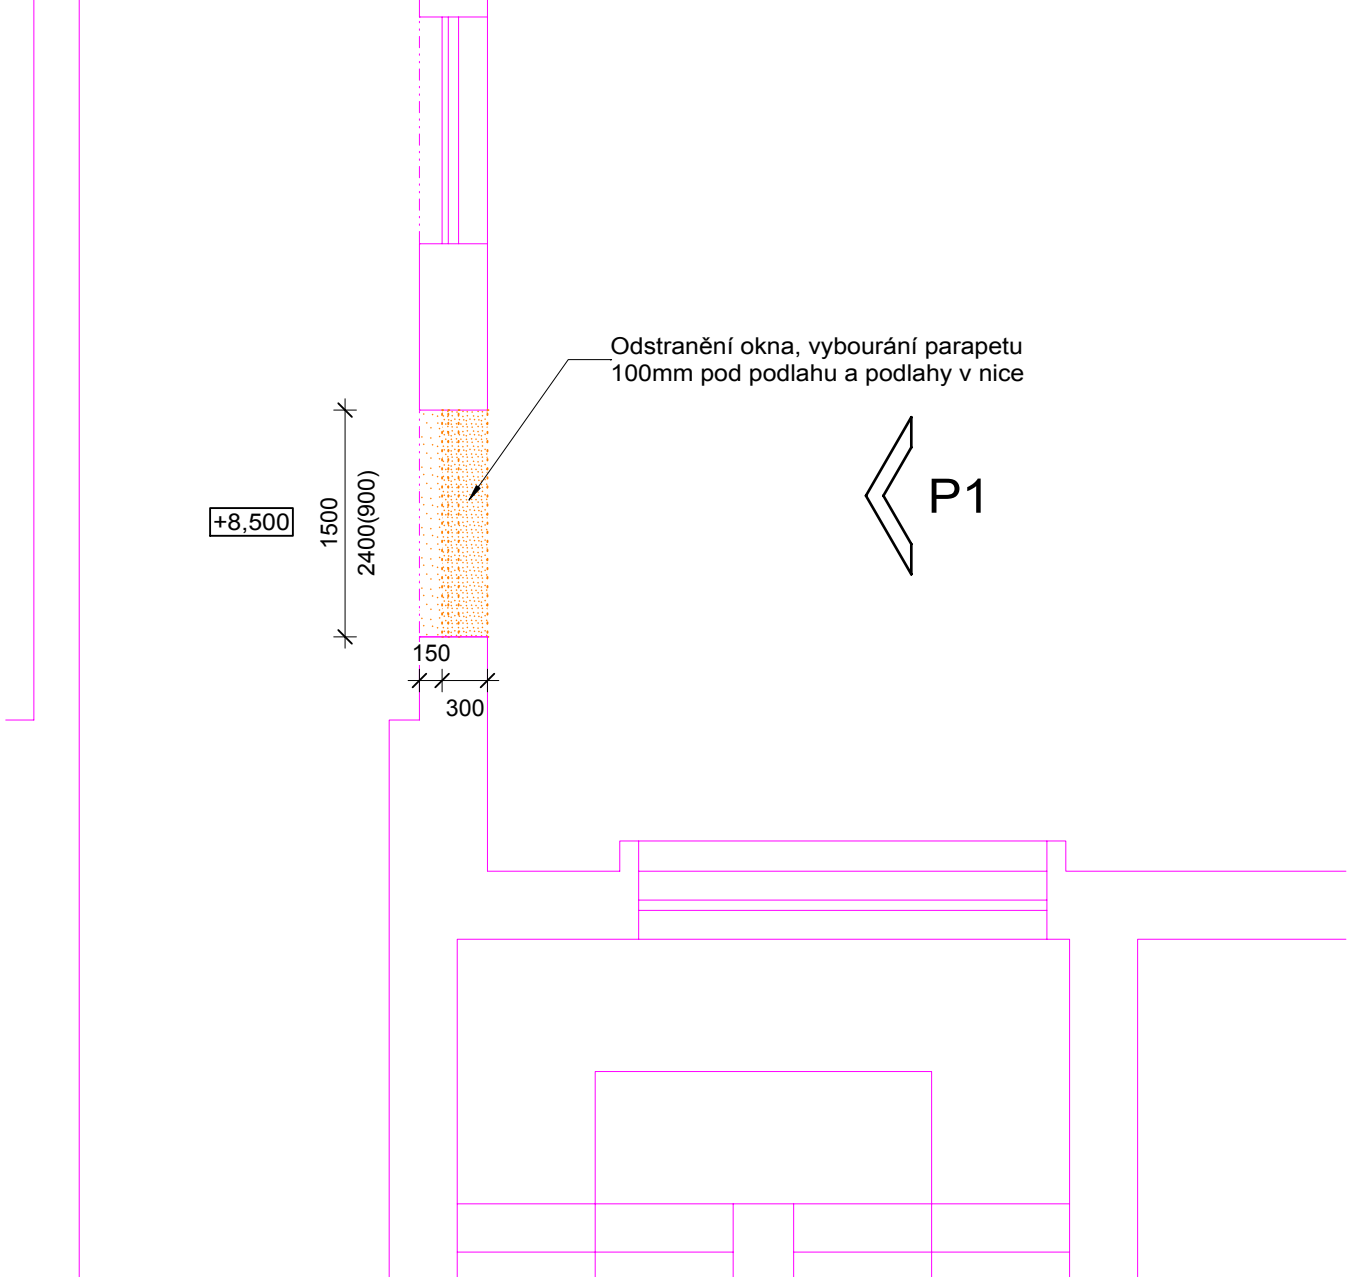 Odstranění okna, vybourání parapetu
100mm pod podlahu a podlahy v nice
P1
+8,500
1500
2400(900)
150
300